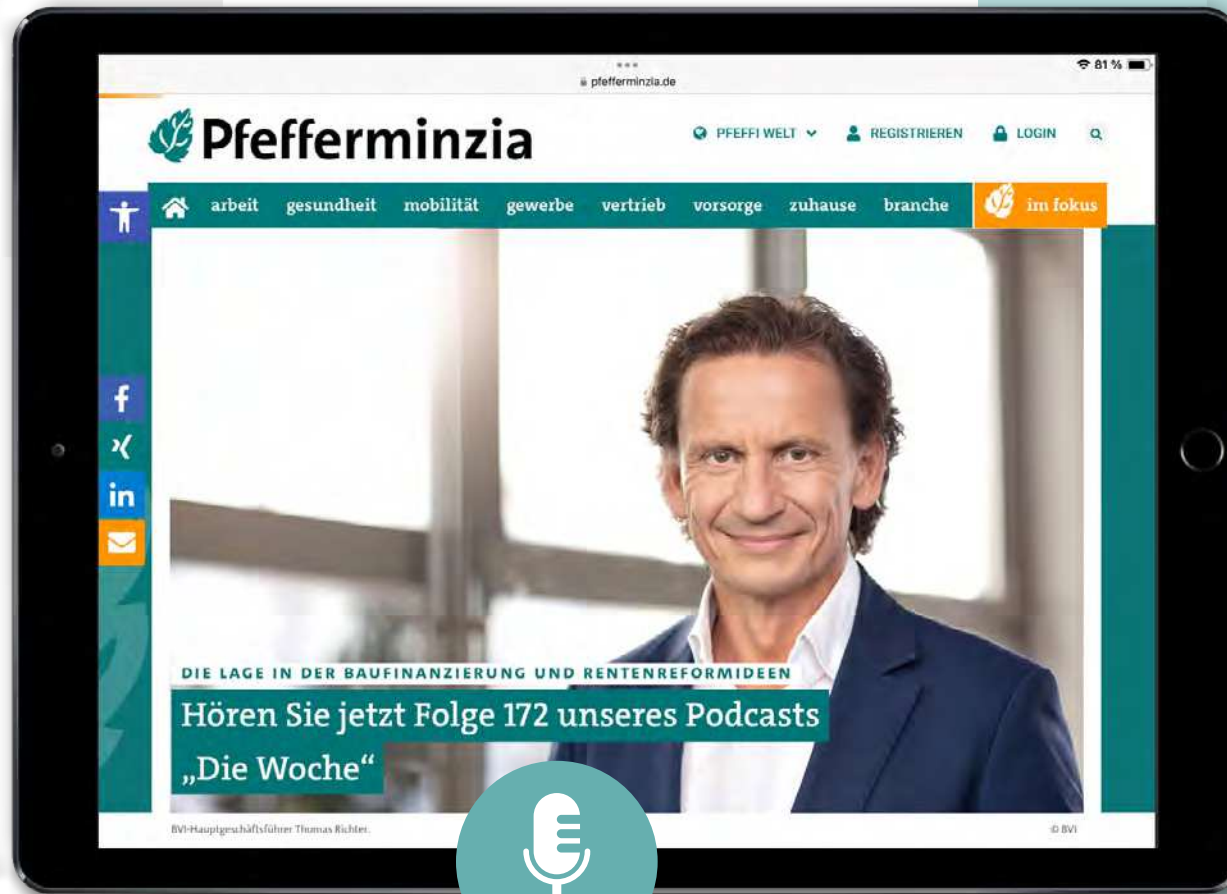 81 %
pfefferminzia.de
Pfefferminzia
PFEFFI WELT
REGISTRIEREN
LOGIN
arbeit gesundheit mobilität gewerbe vertrieb vorsorge zuhause branche im fokus
f
in
DIE LAGE IN DER BAUFINANZIERUNG UND RENTENREFORMIDEEN
Hören Sie jetzt Folge 172 unseres Podcasts
„Die Woche“
BVI-Hauptgeschäftsführer Thomas Richter.
© BVI